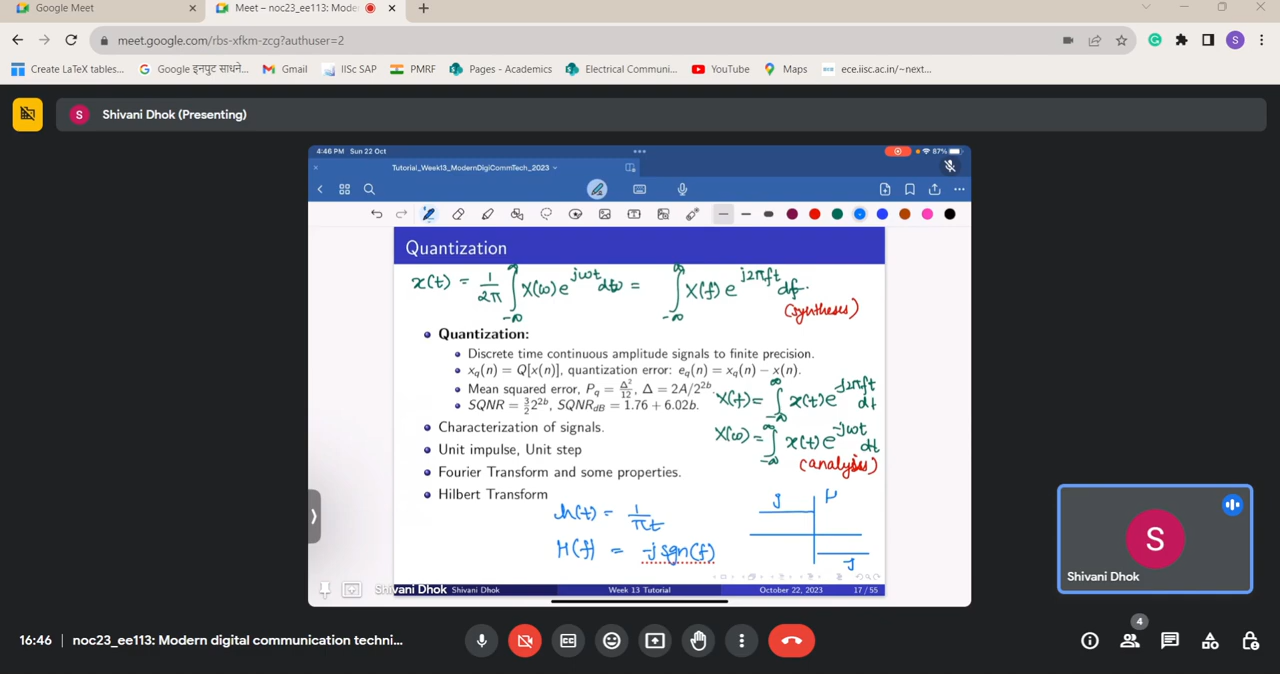 Google Meet
Meet – noc23_ee113: Mode
meet.google.com/rbs-xfkm-zcg?authuser=2
S
Create LaTeX tables... Google इनपुट साधने... Gmail IISc SAP PMRF Pages - Academics Electrical Communi... YouTube Maps ece.iisc.ac.in/~next...
S Shivani Dhok (Presenting)
4:46 PM Sun 22 Oct 87%
Tutorial_Week13_ModernDigiCommTech_2023
Quantization
x(t) = 1/2π ∫_{-∞}^{∞} X(ω) e^{jωt} dω = ∫_{-∞}^{∞} X(f) e^{j2πft} df.
(synthesis)
Quantization:
Discrete time continuous amplitude signals to finite precision.
x_q(n) = Q[x(n)], quantization error: e_q(n) = x_q(n) − x(n).
Mean squared error, P_q = Δ²/12, Δ = 2A/2^{2b}.
SQNR = 3/2 2^{2b}, SQNR_{dB} = 1.76 + 6.02b.
X(f) = ∫_{-∞}^{∞} x(t) e^{-j2πft} dt
X(ω) = ∫_{-∞}^{∞} x(t) e^{-jωt} dt
(analysis)
Characterization of signals.
Unit impulse, Unit step
Fourier Transform and some properties.
Hilbert Transform
h(t) = 1/πt
H(f) = -j sgn(f)
j
-j
Shivani Dhok Shivani Dhok Week 13 Tutorial October 22, 2023 17 / 55
S
Shivani Dhok
16:46 noc23_ee113: Modern digital communication techni...
CC
4